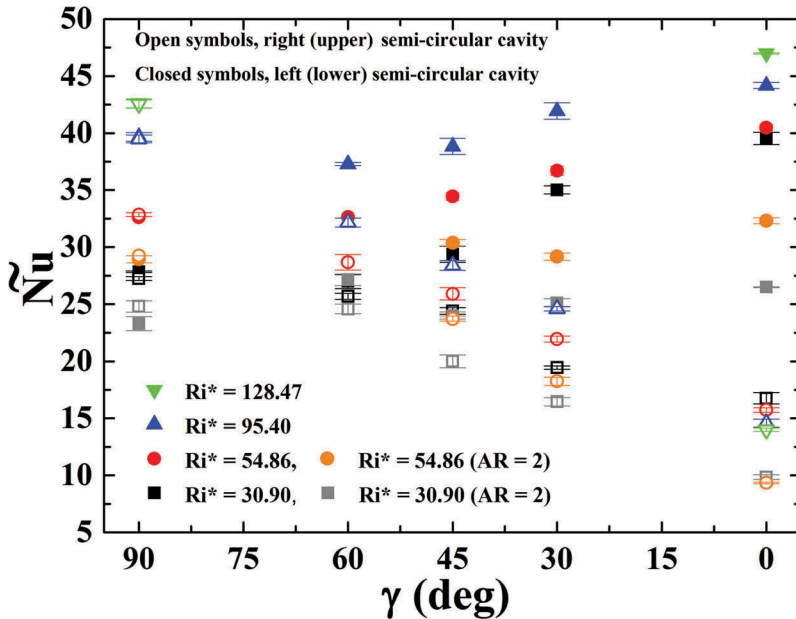 Open symbols, right (upper) semi-circular cavity
Closed symbols, left (lower) semi-circular cavity
50
45
40
35
30
25
20
15
10
5
Ñu
Ri* = 128.47
Ri* = 95.40
Ri* = 54.86, Ri* = 54.86 (AR = 2)
Ri* = 30.90, Ri* = 30.90 (AR = 2)
90 75 60 45 30 15 0
γ (deg)